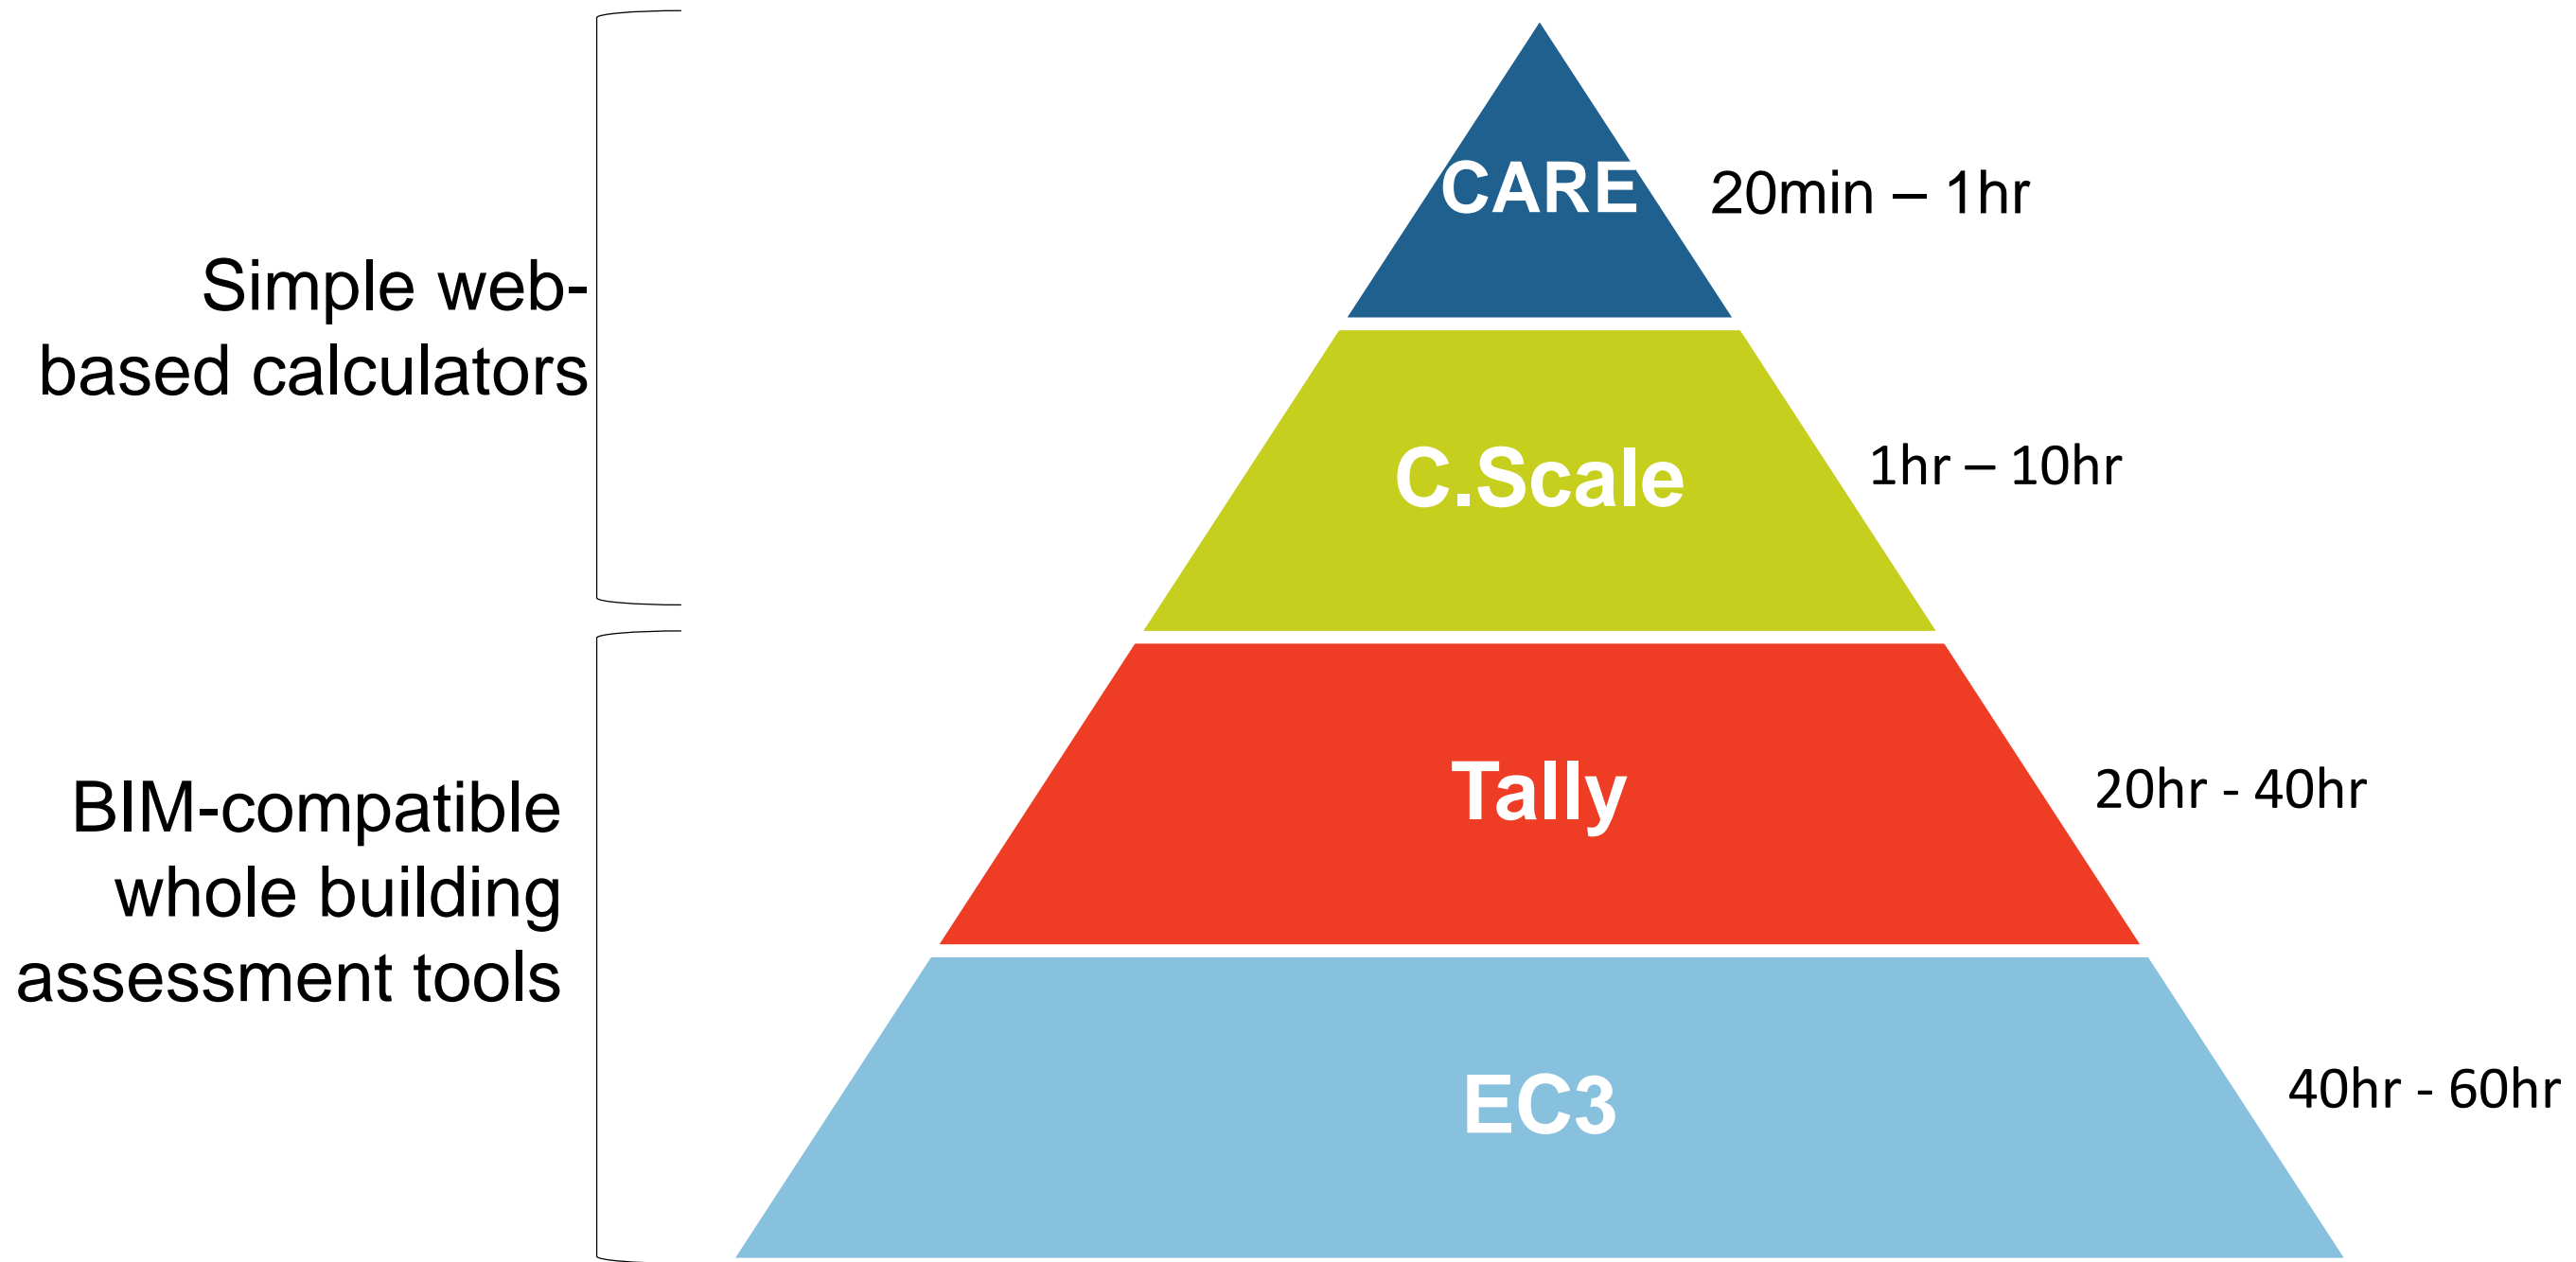 CARE
20min – 1hr
Simple web-
based calculators
C.Scale
1hr – 10hr
Tally
20hr - 40hr
BIM-compatible
whole building
assessment tools
EC3
40hr - 60hr